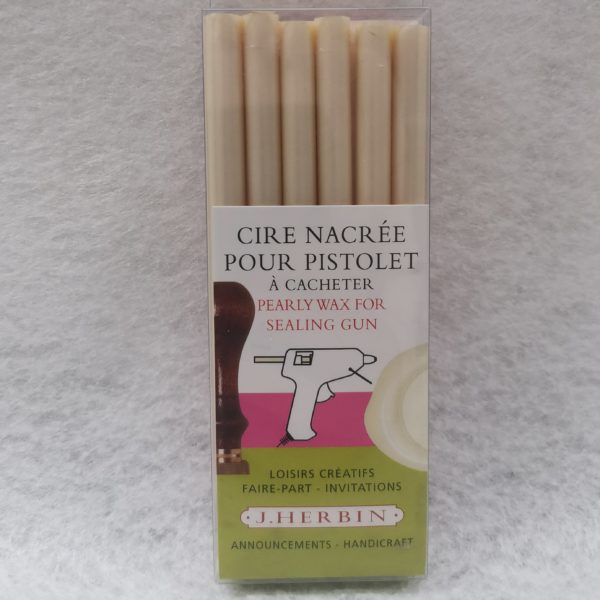 CIRE NACRÉE
POUR PISTOLET
À CACHETER
PEARLY WAX FOR
SEALING GUN
LOISIRS CRÉATIFS
FAIRE-PART - INVITATIONS
J. HERBIN
ANNOUNCEMENTS - HANDICRAFT